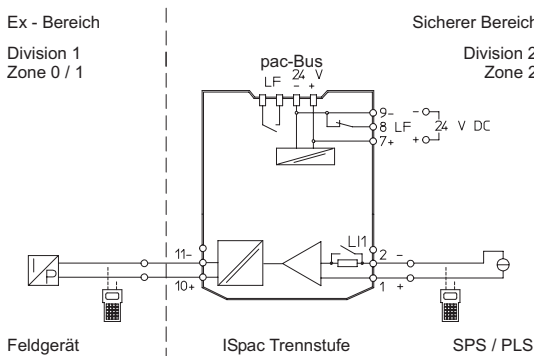 Ex - Bereich
Sicherer Bereich
Division 1
Zone 0 / 1
Division 2
Zone 2
pac-Bus
LF 24 V
- +
9-
8 LF
7+
-
+
24 V DC
I
P
11-
10+
LI1
2 -
1 +
Feldgerät
ISpac Trennstufe
SPS / PLS